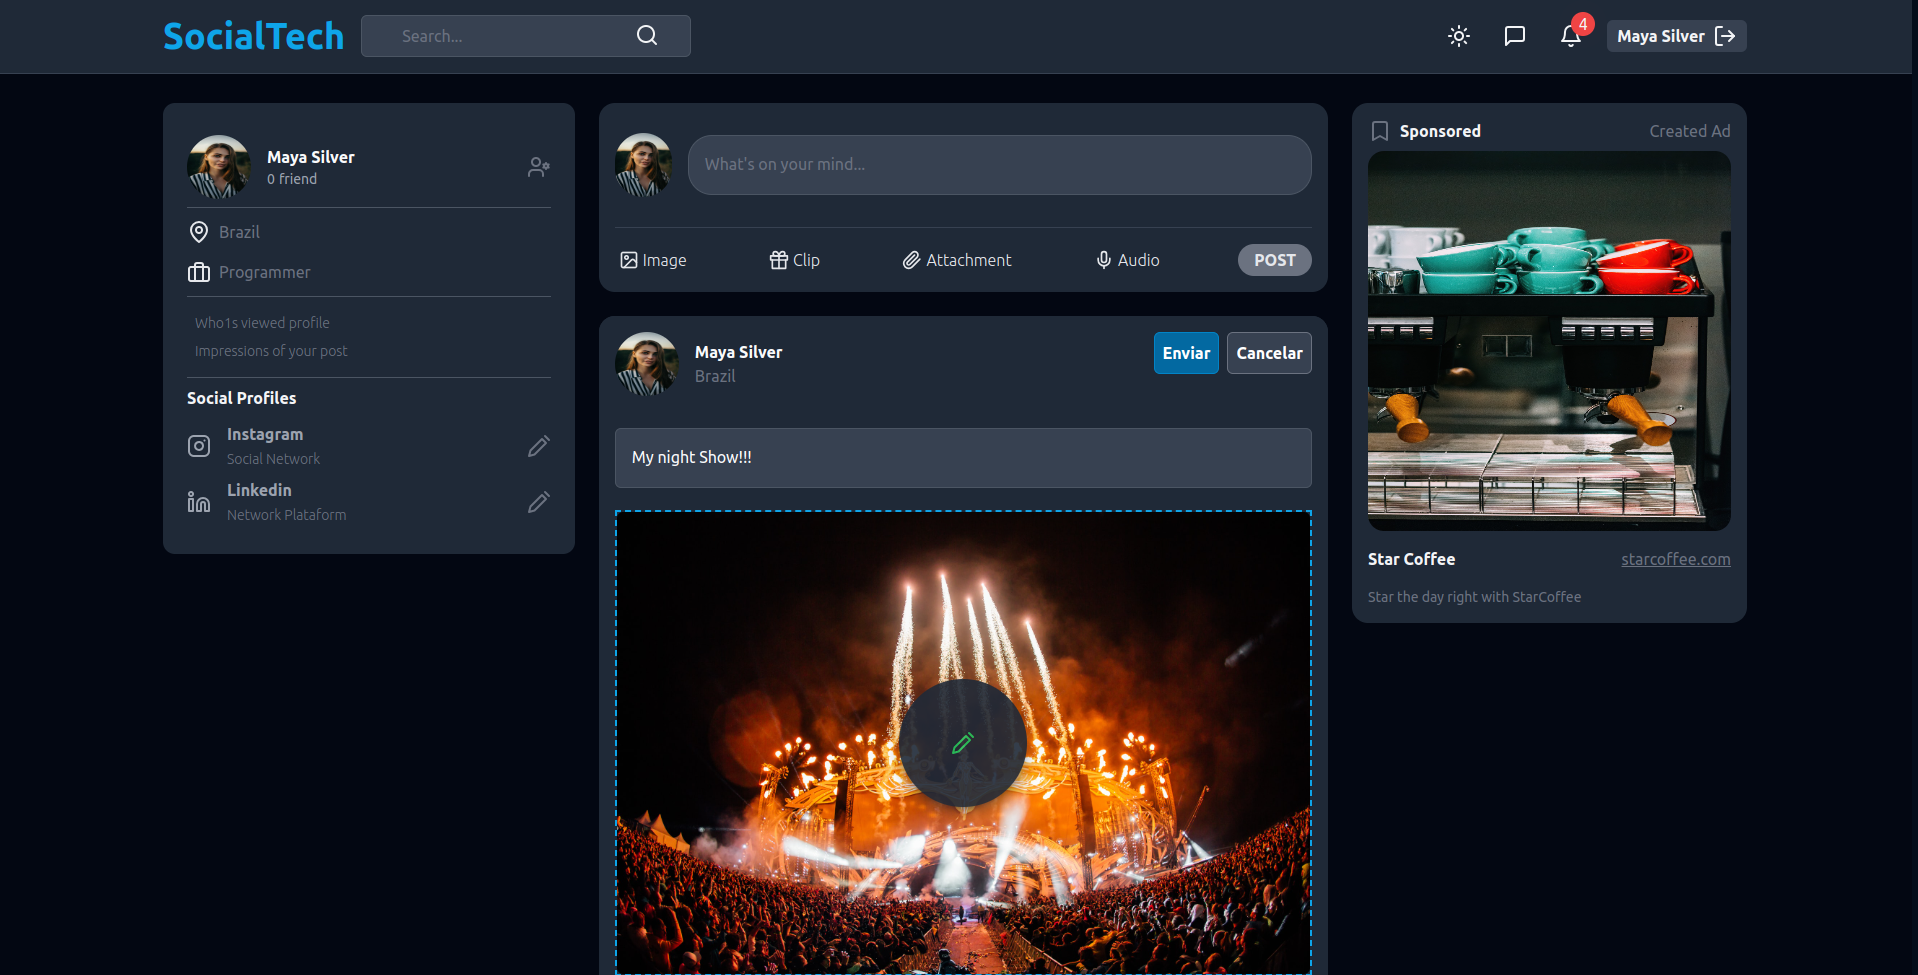 SocialTech
Search...
4
Maya Silver
Maya Silver
0 friend
Brazil
Programmer
Who1s viewed profile
Impressions of your post
Social Profiles
Instagram
Social Network
Linkedin
Network Plataform
What's on your mind...
Image
Clip
Attachment
Audio
POST
Maya Silver
Brazil
Enviar
Cancelar
My night Show!!!
Sponsored
Created Ad
Star Coffee
starcoffee.com
Star the day right with StarCoffee